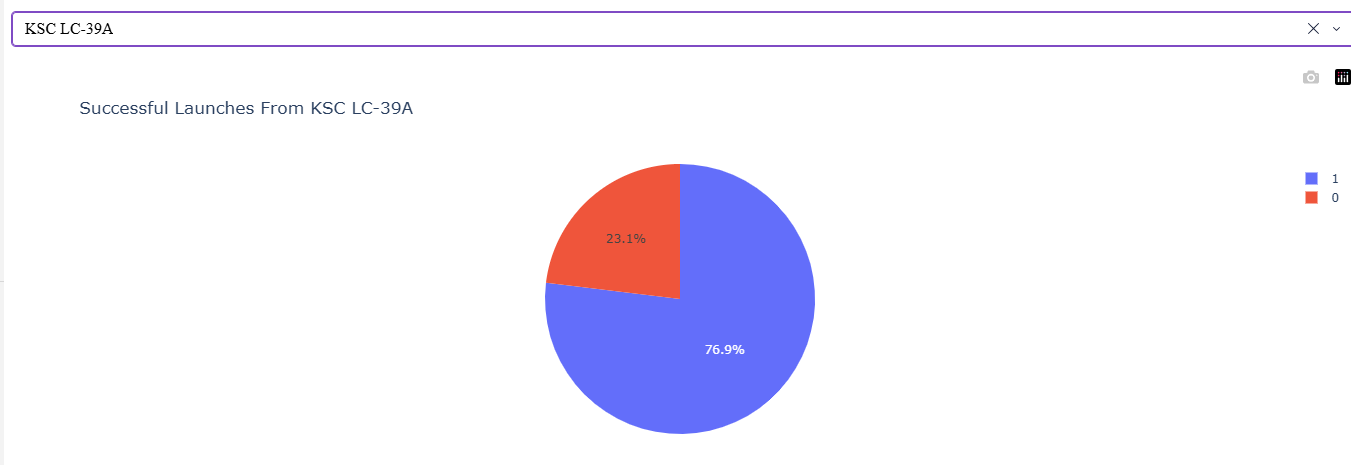 KSC LC-39A
Successful Launches From KSC LC-39A
1
0
23.1%
76.9%